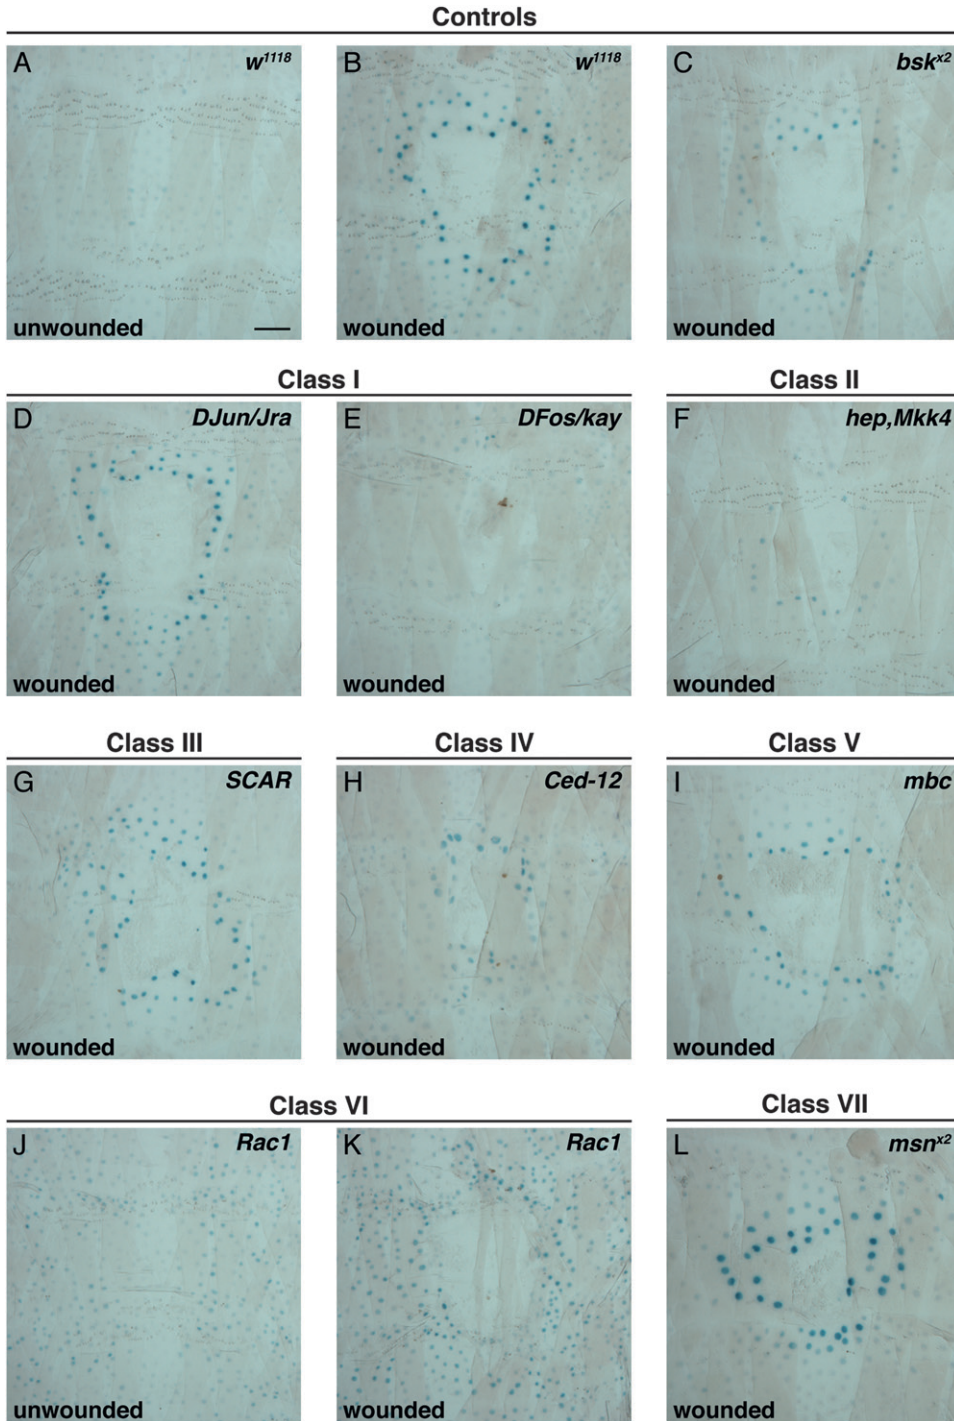 Controls
A w1118
unwounded
B w1118
wounded
C bskx2
wounded
Class I
Class II
D DJun/Jra
wounded
E DFos/kay
wounded
F hep,Mkk4
wounded
Class III
Class IV
Class V
G SCAR
wounded
H Ced-12
wounded
I mbc
wounded
Class VI
Class VII
J Rac1
unwounded
K Rac1
wounded
L msnx2
wounded